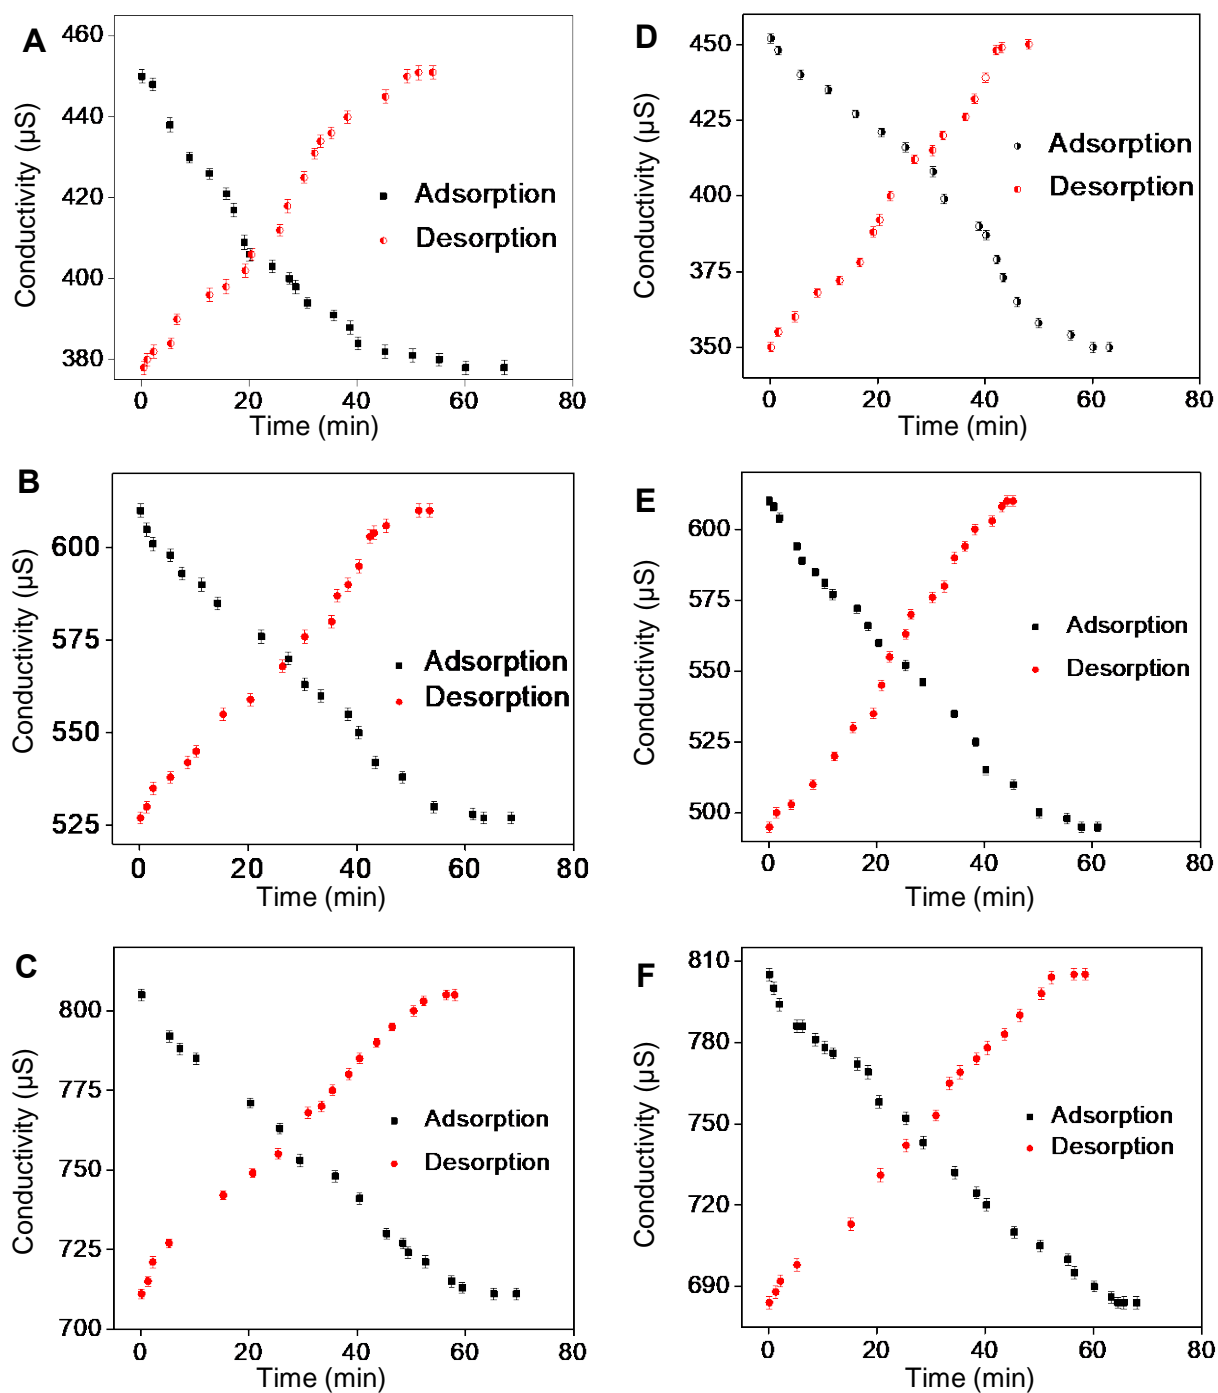 A
460
440
420
400
380
Conductivity (µS)
Adsorption
Desorption
0 20 40 60 80
Time (min)
D
450
425
400
375
350
Conductivity (µS)
Adsorption
Desorption
0 20 40 60 80
Time (min)
B
600
575
550
525
Conductivity (µS)
Adsorption
Desorption
0 20 40 60 80
Time (min)
E
600
575
550
525
500
Conductivity (µS)
Adsorption
Desorption
0 20 40 60 80
Time (min)
C
800
775
750
725
700
Conductivity (µS)
Adsorption
Desorption
0 20 40 60 80
Time (min)
F
810
780
750
720
690
Conductivity (µS)
Adsorption
Desorption
0 20 40 60 80
Time (min)